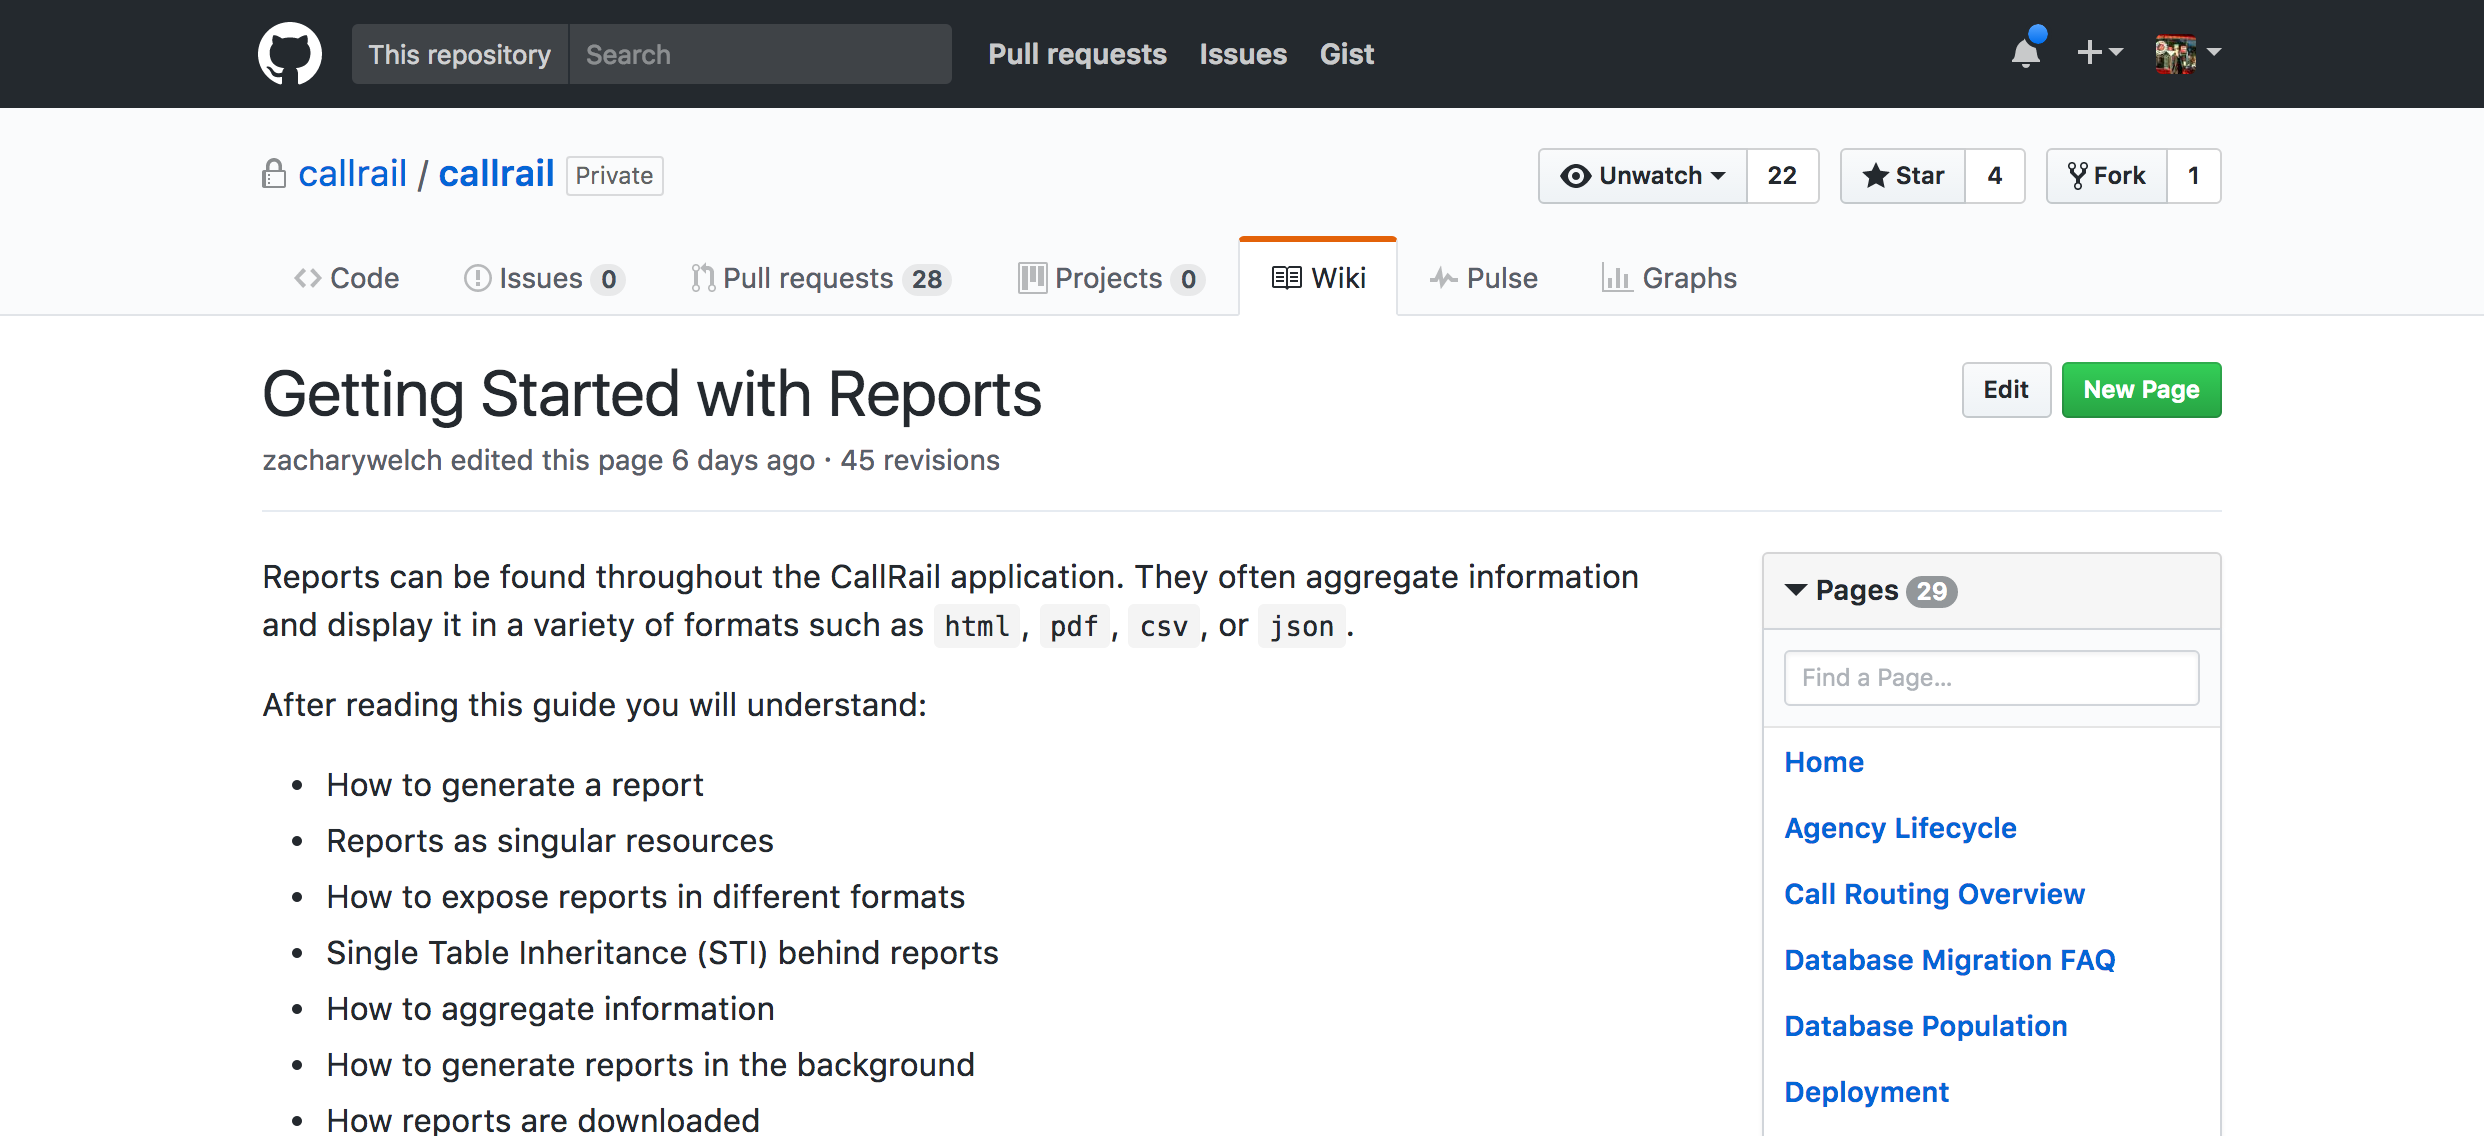 This repository Search Pull requests Issues Gist
callrail / callrail Private Unwatch 22 Star 4 Fork 1
Code Issues 0 Pull requests 28 Projects 0 Wiki Pulse Graphs
Getting Started with Reports Edit New Page
zacharywelch edited this page 6 days ago · 45 revisions
Reports can be found throughout the CallRail application. They often aggregate information
and display it in a variety of formats such as html, pdf, csv, or json.
After reading this guide you will understand:
• How to generate a report
• Reports as singular resources
• How to expose reports in different formats
• Single Table Inheritance (STI) behind reports
• How to aggregate information
• How to generate reports in the background
• How reports are downloaded
Pages 29
Find a Page...
Home
Agency Lifecycle
Call Routing Overview
Database Migration FAQ
Database Population
Deployment